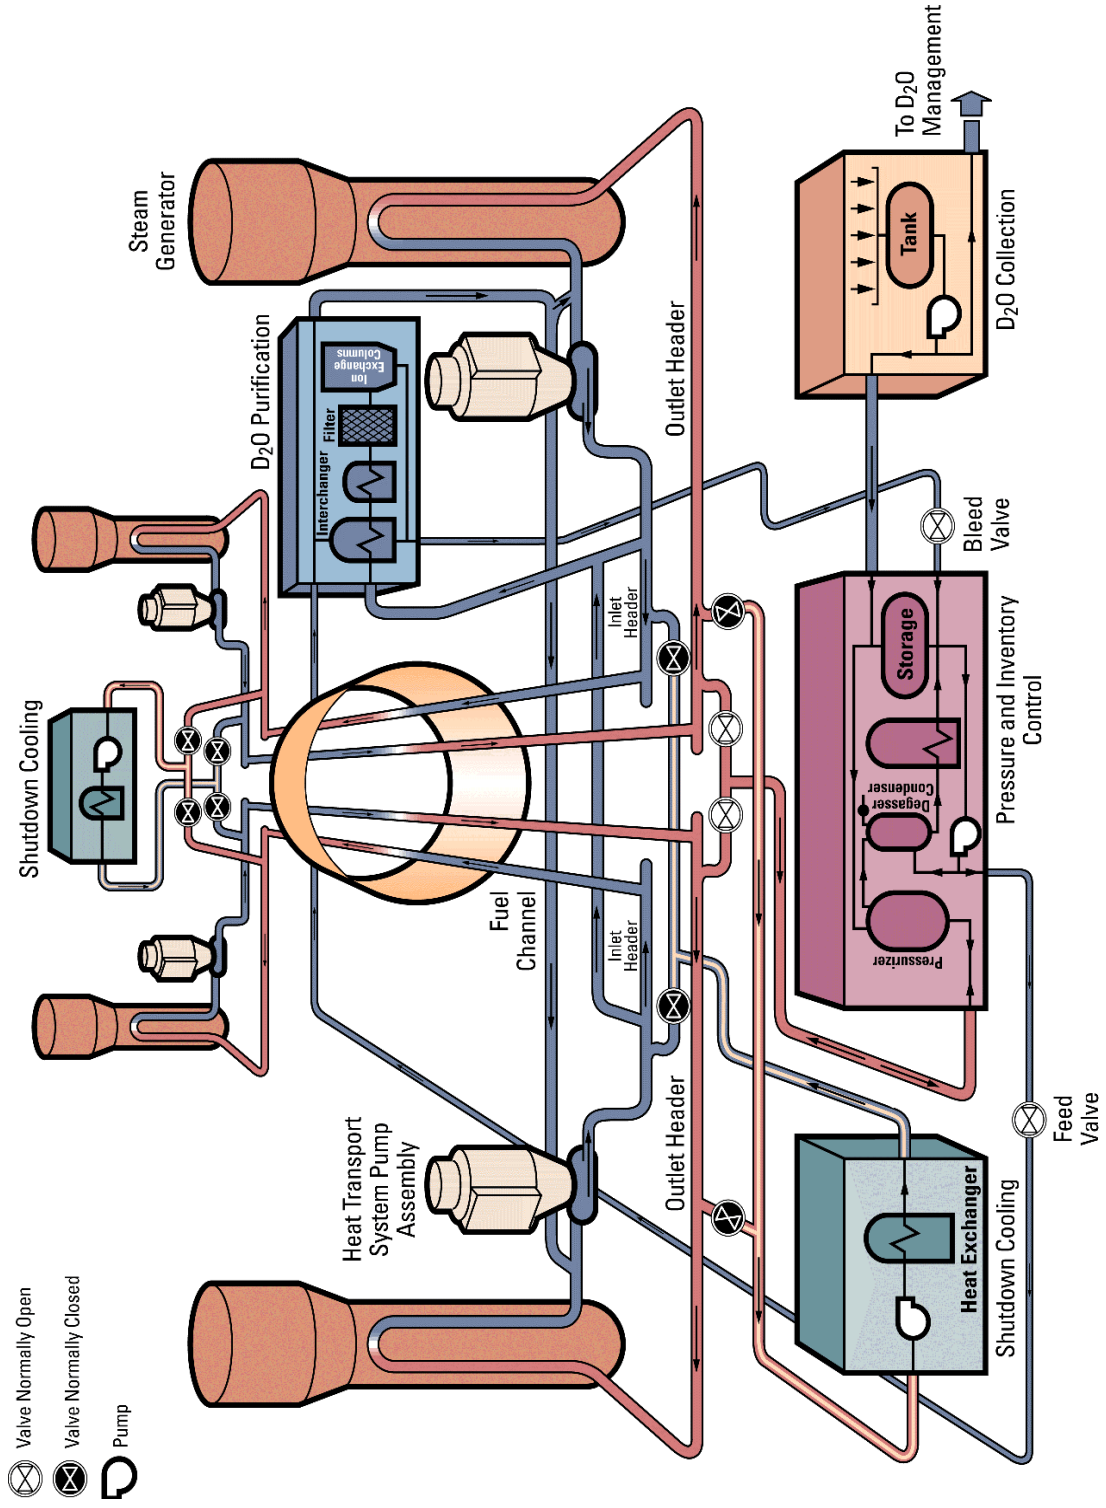 Valve Normally Open
Valve Normally Closed
Pump
Shutdown Cooling
Steam
Generator
D2O Purification
Interchanger
Filter
Ion
Exchange
Columns
Heat Transport
System Pump
Assembly
Fuel
Channel
Inlet
Header
Inlet
Header
Outlet Header
Outlet Header
Heat Exchanger
Shutdown Cooling
Feed
Valve
Pressurizer
Degasser
Condenser
Storage
Pressure and Inventory
Control
Bleed
Valve
Tank
D2O Collection
To D2O
Management